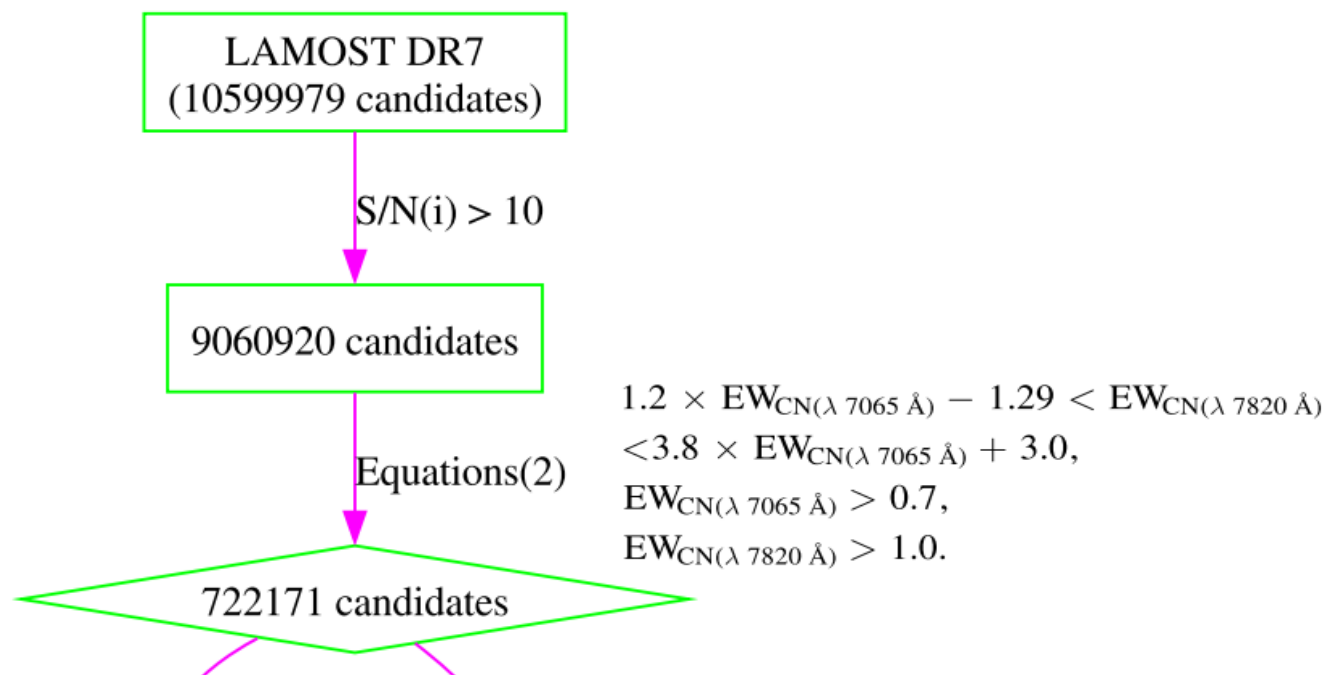 LAMOST DR7
(10599979 candidates)
S/N(i) > 10
9060920 candidates
Equations(2)
1.2 × EW_CN(λ 7065 Å) − 1.29 < EW_CN(λ 7820 Å)
<3.8 × EW_CN(λ 7065 Å) + 3.0,
EW_CN(λ 7065 Å) > 0.7,
EW_CN(λ 7820 Å) > 1.0.
722171 candidates